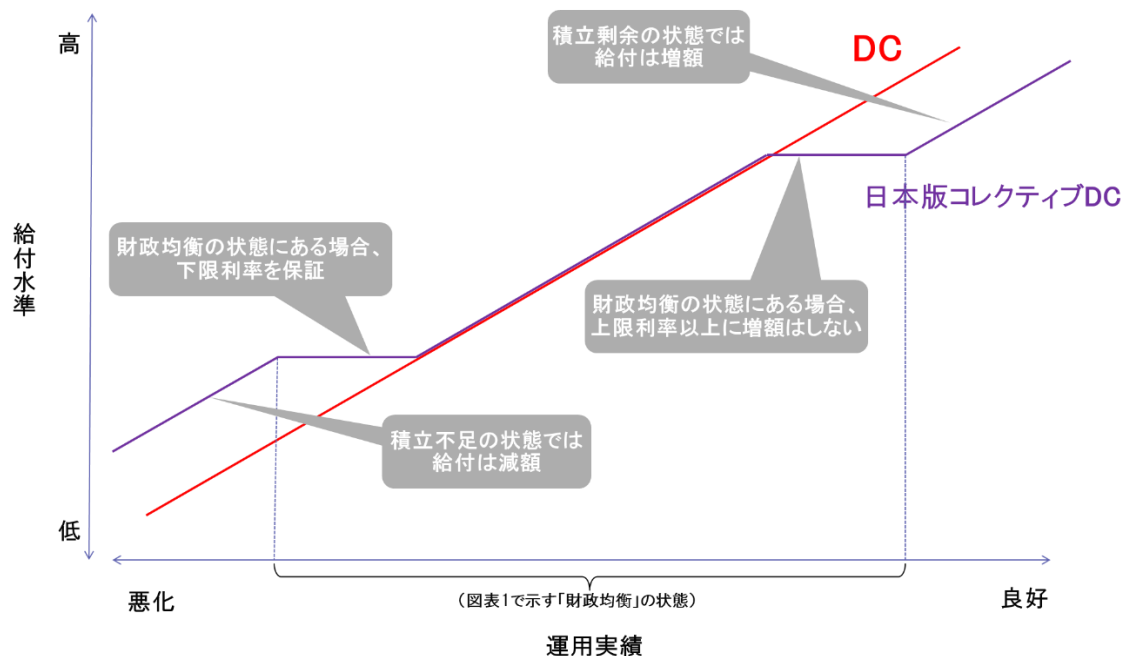 高
積立剰余の状態では
給付は増額
DC
日本版コレクティブDC
給付水準
財政均衡の状態にある場合、
下限利率を保証
財政均衡の状態にある場合、
上限利率以上に増額はしない
積立不足の状態では
給付は減額
低
悪化
（図表1で示す｢財政均衡｣の状態）
良好
運用実績